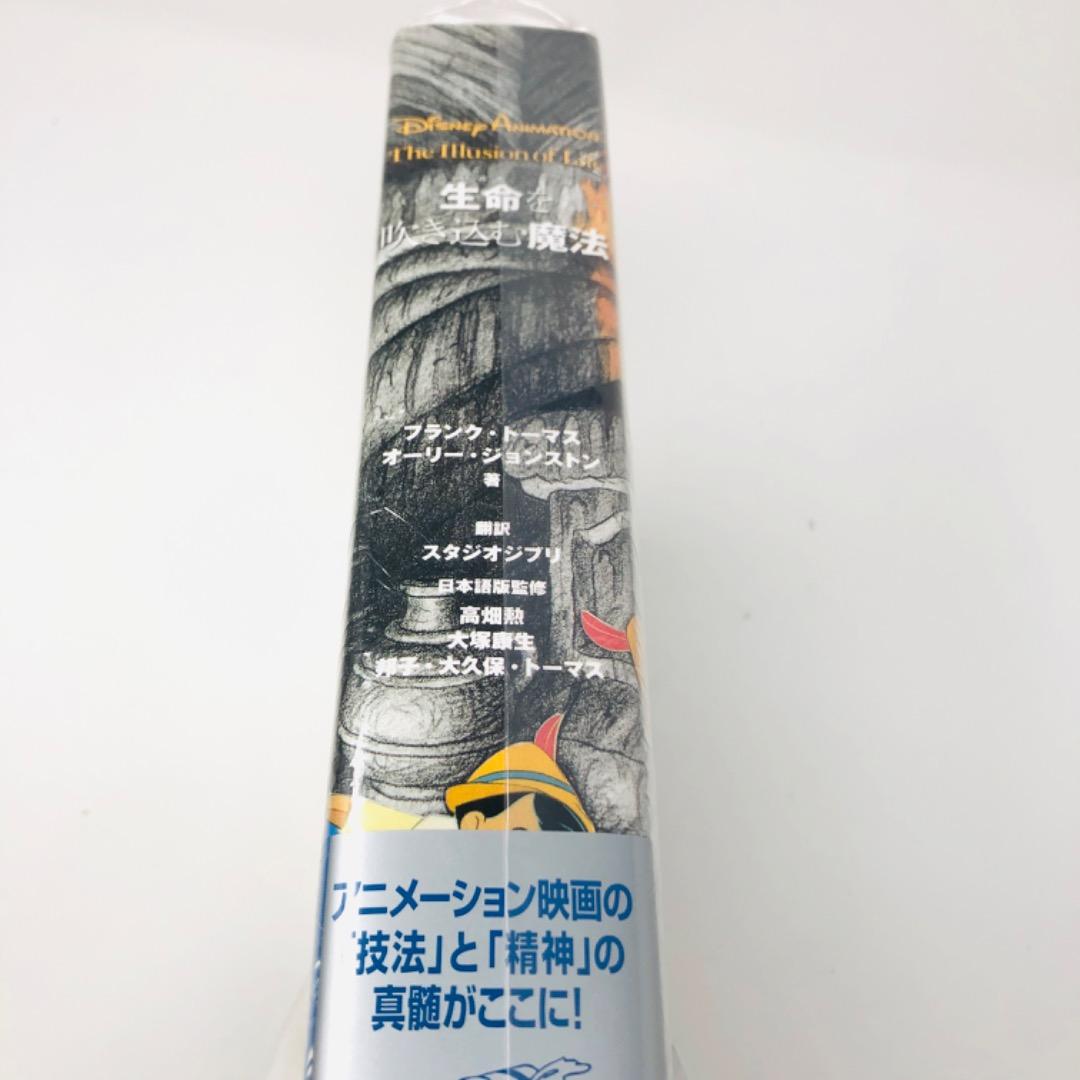 DISNEY ANIMATION
The Illusion of Life
生命を
吹き込む魔法
フランク・トーマス
オーリー・ジョンストン
著
翻訳
スタジオジブリ
日本語版監修
高畑勲
大塚康生
邦子・大久保・トーマス
アニメーション映画の
「技法」と「精神」の
真髄がここに!